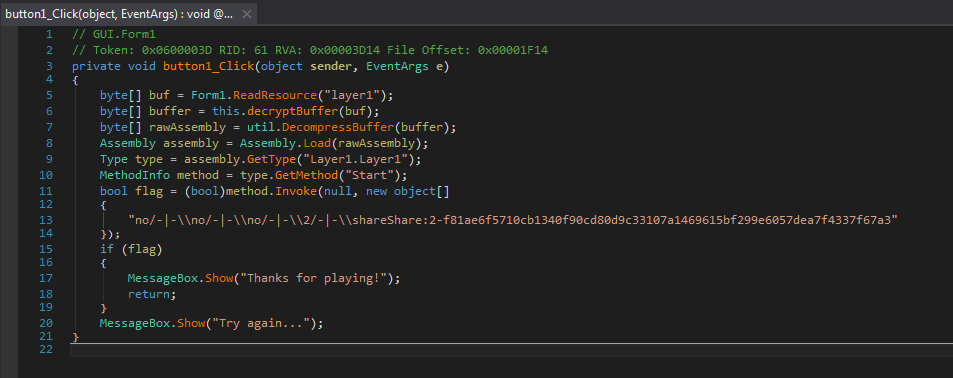 button1_Click(object, EventArgs) : void @... ×
1 // GUI.Form1
2 // Token: 0x0600003D RID: 61 RVA: 0x00003D14 File Offset: 0x00001F14
3 private void button1_Click(object sender, EventArgs e)
4 {
5 byte[] buf = Form1.ReadResource("layer1");
6 byte[] buffer = this.decryptBuffer(buf);
7 byte[] rawAssembly = util.DecompressBuffer(buffer);
8 Assembly assembly = Assembly.Load(rawAssembly);
9 Type type = assembly.GetType("Layer1.Layer1");
10 MethodInfo method = type.GetMethod("Start");
11 bool flag = (bool)method.Invoke(null, new object[]
12 {
13 "no/-|-\\no/-|-\\no/-|-\\2/-|-\\shareShare:2-f81ae6f5710cb1340f90cd80d9c33107a1469615bf299e6057dea7f4337f67a3"
14 });
15 if (flag)
16 {
17 MessageBox.Show("Thanks for playing!");
18 return;
19 }
20 MessageBox.Show("Try again...");
21 }
22